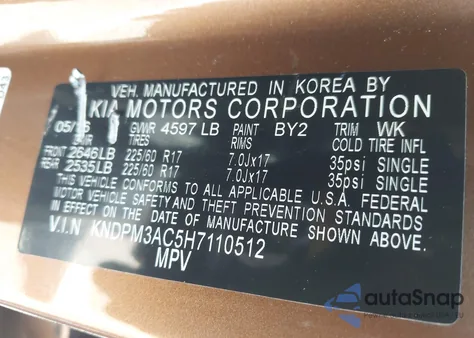 VEH. MANUFACTURED IN KOREA BY
KIA MOTORS CORPORATION
05/16 GVWR 4597 LB PAINT BY2 TRIM WK
TIRES RIMS COLD TIRE INFL
FRONT 2646LB 225/60 R17 7.0Jx17 35psi SINGLE
REAR 2535LB 225/60 R17 7.0Jx17 35psi SINGLE
THIS VEHICLE CONFORMS TO ALL APPLICABLE U.S.A. FEDERAL
MOTOR VEHICLE SAFETY AND THEFT PREVENTION STANDARDS
IN EFFECT ON THE DATE OF MANUFACTURE SHOWN ABOVE.
V.I.N KNDPM3AC5H7110512
MPV
autaSnap